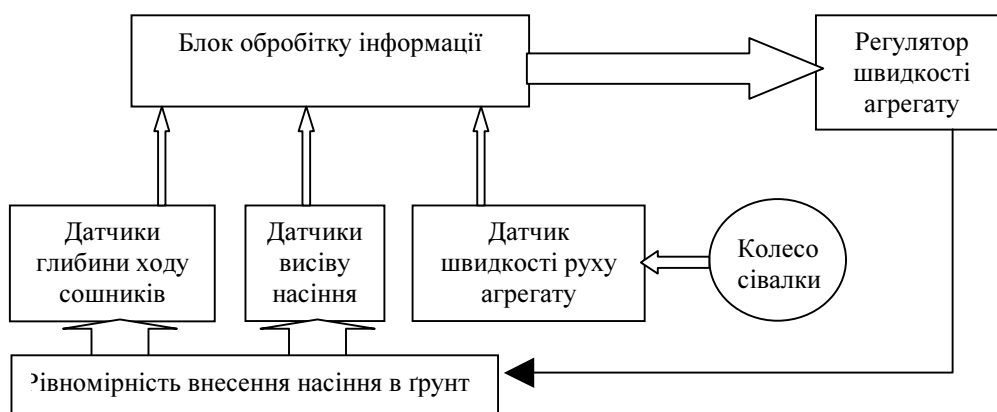 Блок обробітку інформації
Регулятор
швидкості
агрегату
Датчики
глибини ходу
сошників
Датчики
висіву
насіння
Датчик
швидкості руху
агрегату
Колесо
сівалки
Рівномірність внесення насіння в ґрунт